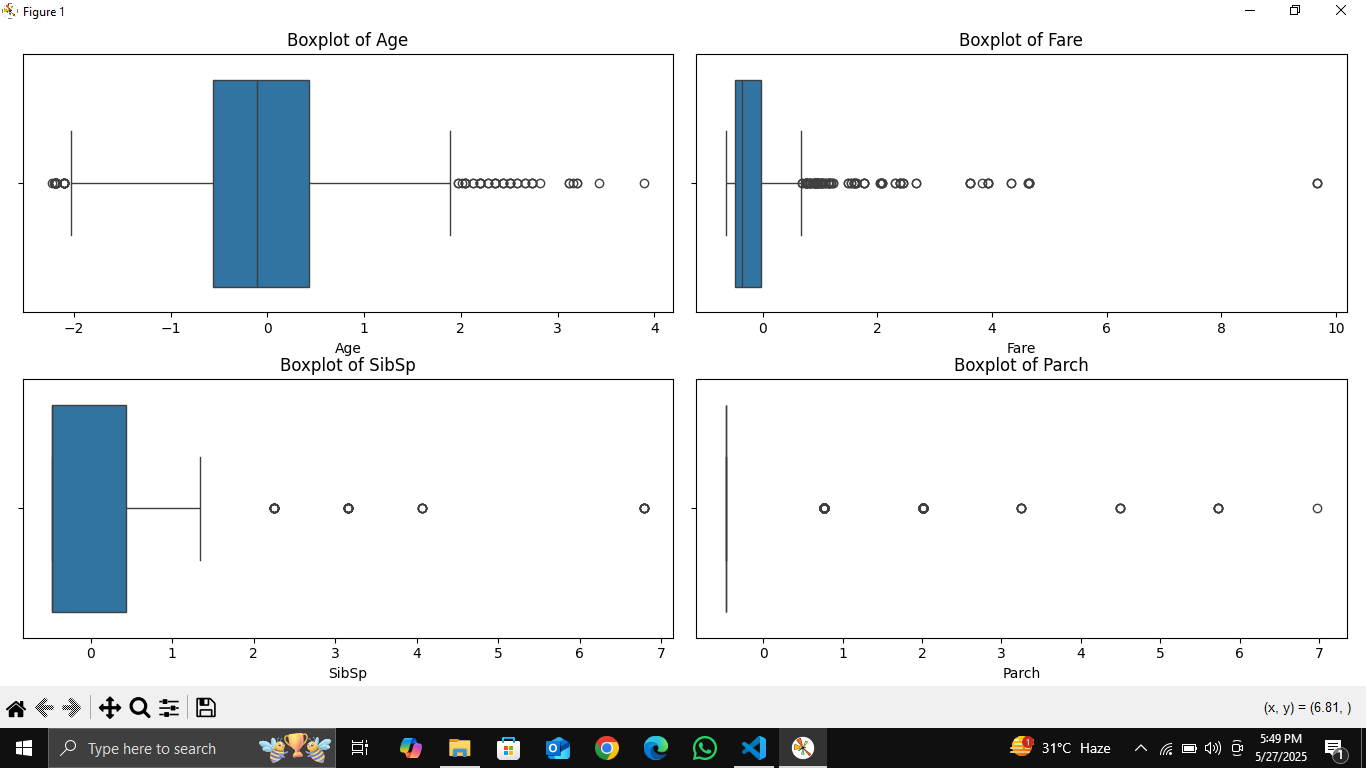 Figure 1
Boxplot of Age
−2 −1 0 1 2 3 4
Age
Boxplot of Fare
0 2 4 6 8 10
Fare
Boxplot of SibSp
0 1 2 3 4 5 6 7
SibSp
Boxplot of Parch
0 1 2 3 4 5 6 7
Parch
(x, y) = (6.81, )
Type here to search
1
31°C Haze
5:49 PM
5/27/2025
1